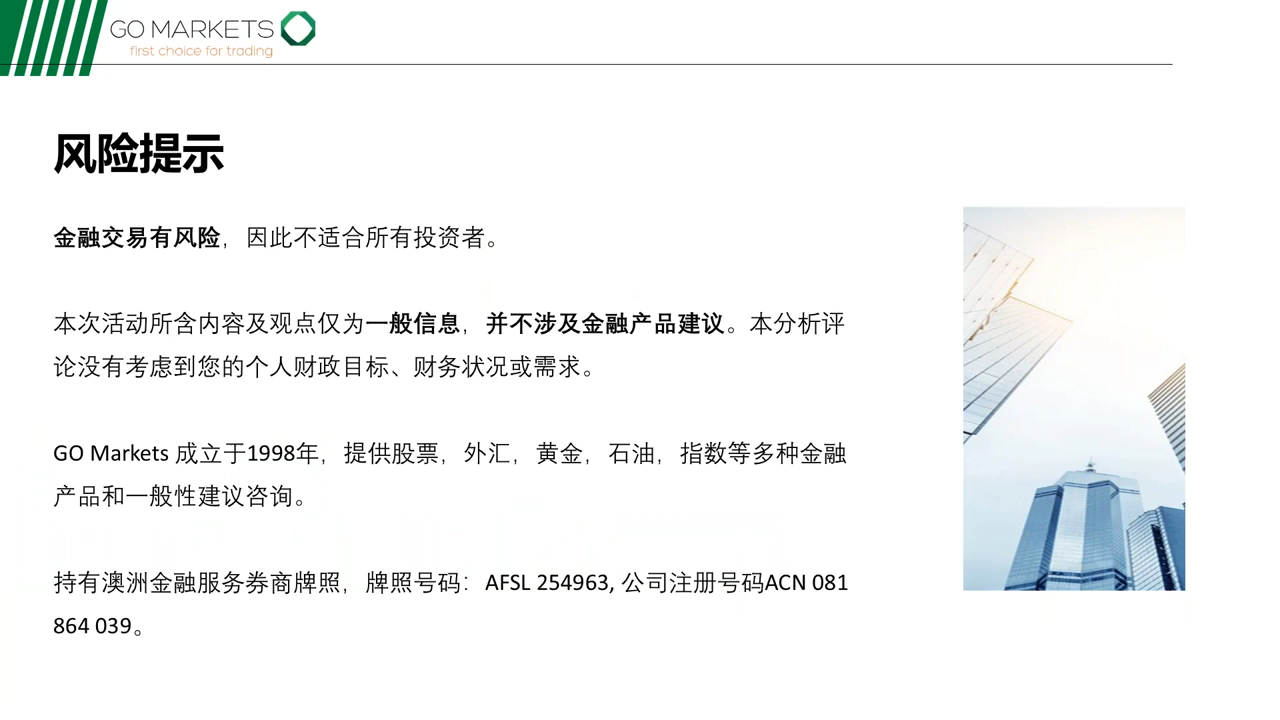 GO MARKETS
first choice for trading
风险提示
金融交易有风险，因此不适合所有投资者。
本次活动所含内容及观点仅为一般信息，并不涉及金融产品建议。本分析评
论没有考虑到您的个人财政目标、财务状况或需求。
GO Markets 成立于1998年，提供股票，外汇，黄金，石油，指数等多种金融
产品和一般性建议咨询。
持有澳洲金融服务券商牌照，牌照号码：AFSL 254963, 公司注册号码ACN 081
864 039。